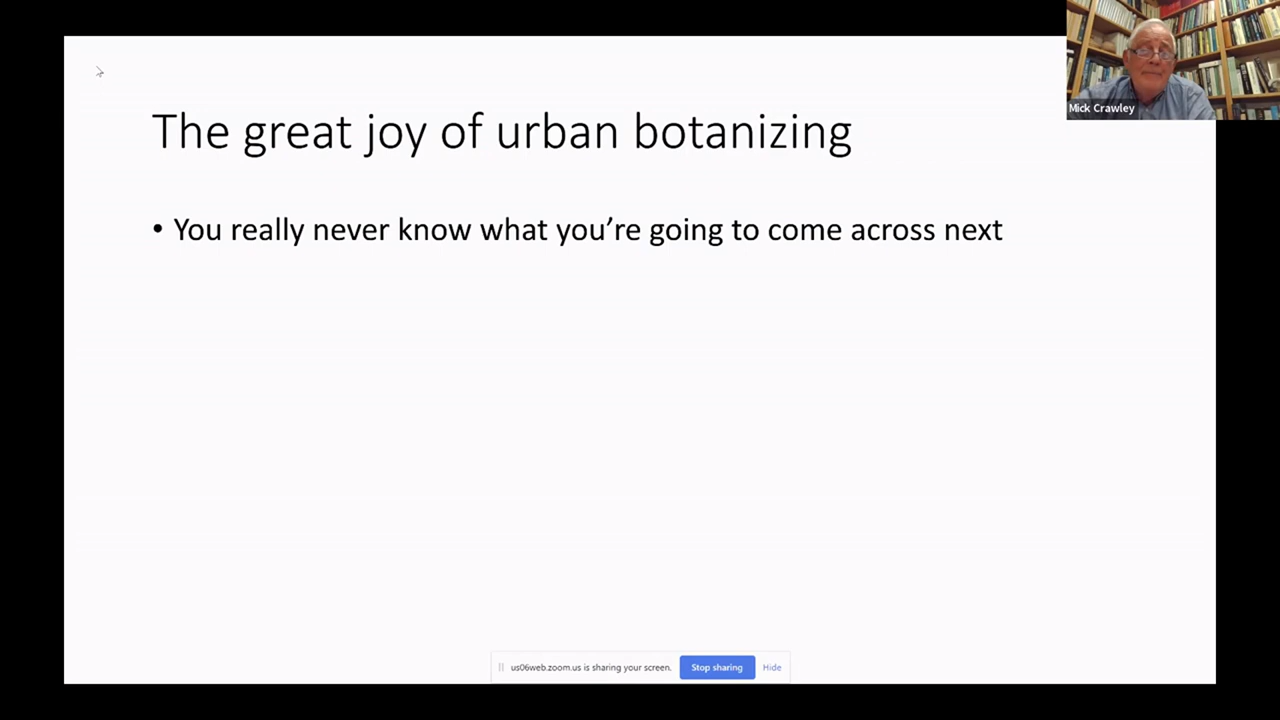 Mick Crawley
The great joy of urban botanizing
• You really never know what you’re going to come across next
us06web.zoom.us is sharing your screen. Stop sharing Hide